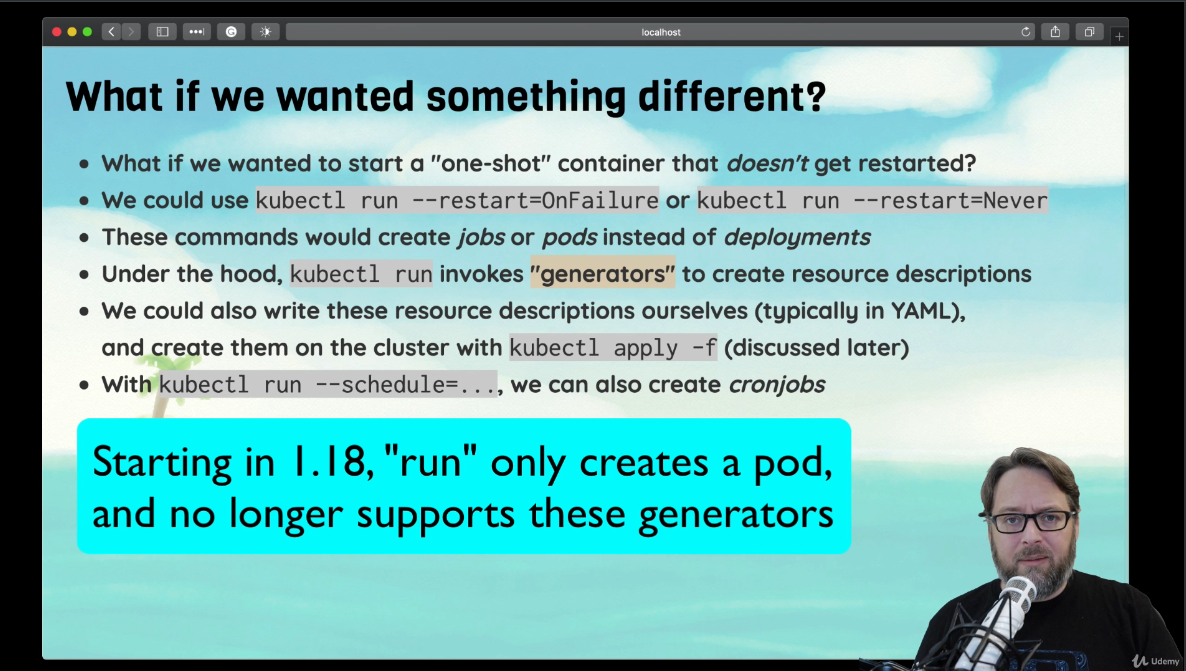 localhost
What if we wanted something different?
• What if we wanted to start a "one-shot" container that doesn't get restarted?
• We could use kubectl run --restart=OnFailure or kubectl run --restart=Never
• These commands would create jobs or pods instead of deployments
• Under the hood, kubectl run invokes "generators" to create resource descriptions
• We could also write these resource descriptions ourselves (typically in YAML),
and create them on the cluster with kubectl apply -f (discussed later)
• With kubectl run --schedule=..., we can also create cronjobs
Starting in 1.18, "run" only creates a pod,
and no longer supports these generators
Udemy